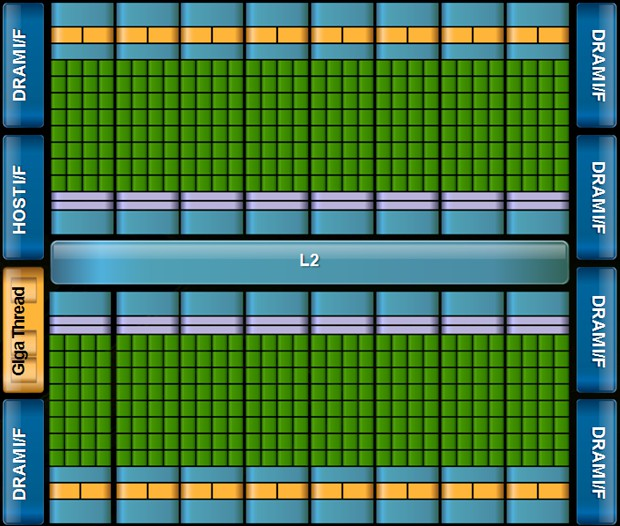 DRAM I/F
HOST I/F
Giga Thread
DRAM I/F
L2
DRAM I/F
DRAM I/F
DRAM I/F
DRAM I/F